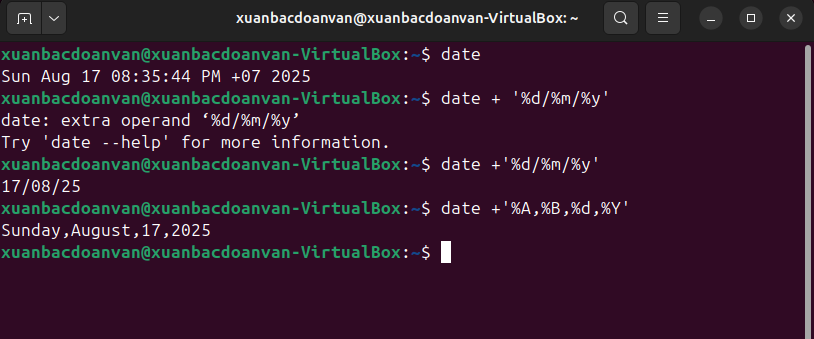 xuanbacdoanvan@xuanbacdoanvan-VirtualBox: ~
xuanbacdoanvan@xuanbacdoanvan-VirtualBox:~$ date
Sun Aug 17 08:35:44 PM +07 2025
xuanbacdoanvan@xuanbacdoanvan-VirtualBox:~$ date + '%d/%m/%y'
date: extra operand ‘%d/%m/%y’
Try 'date --help' for more information.
xuanbacdoanvan@xuanbacdoanvan-VirtualBox:~$ date +'%d/%m/%y'
17/08/25
xuanbacdoanvan@xuanbacdoanvan-VirtualBox:~$ date +'%A,%B,%d,%Y'
Sunday,August,17,2025
xuanbacdoanvan@xuanbacdoanvan-VirtualBox:~$